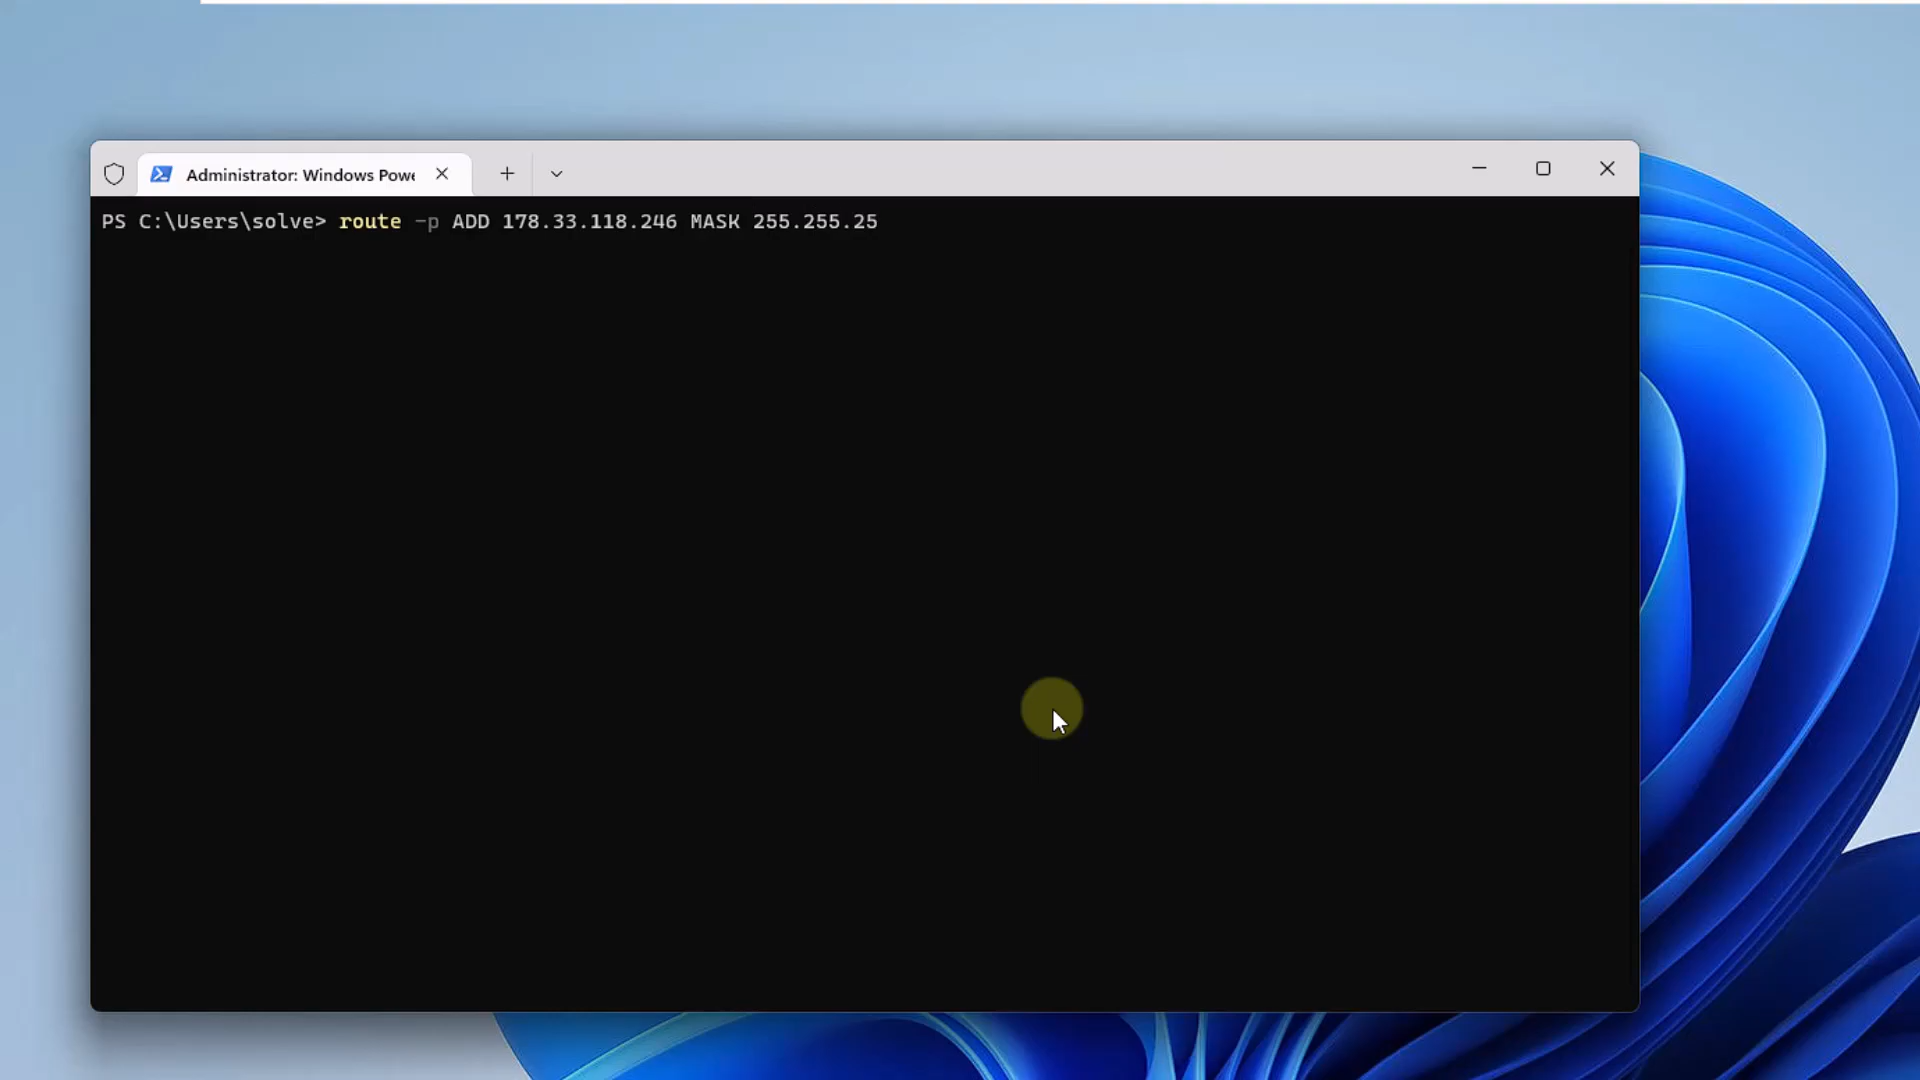 Administrator: Windows Powe
PS C:\Users\solve> route -p ADD 178.33.118.246 MASK 255.255.25